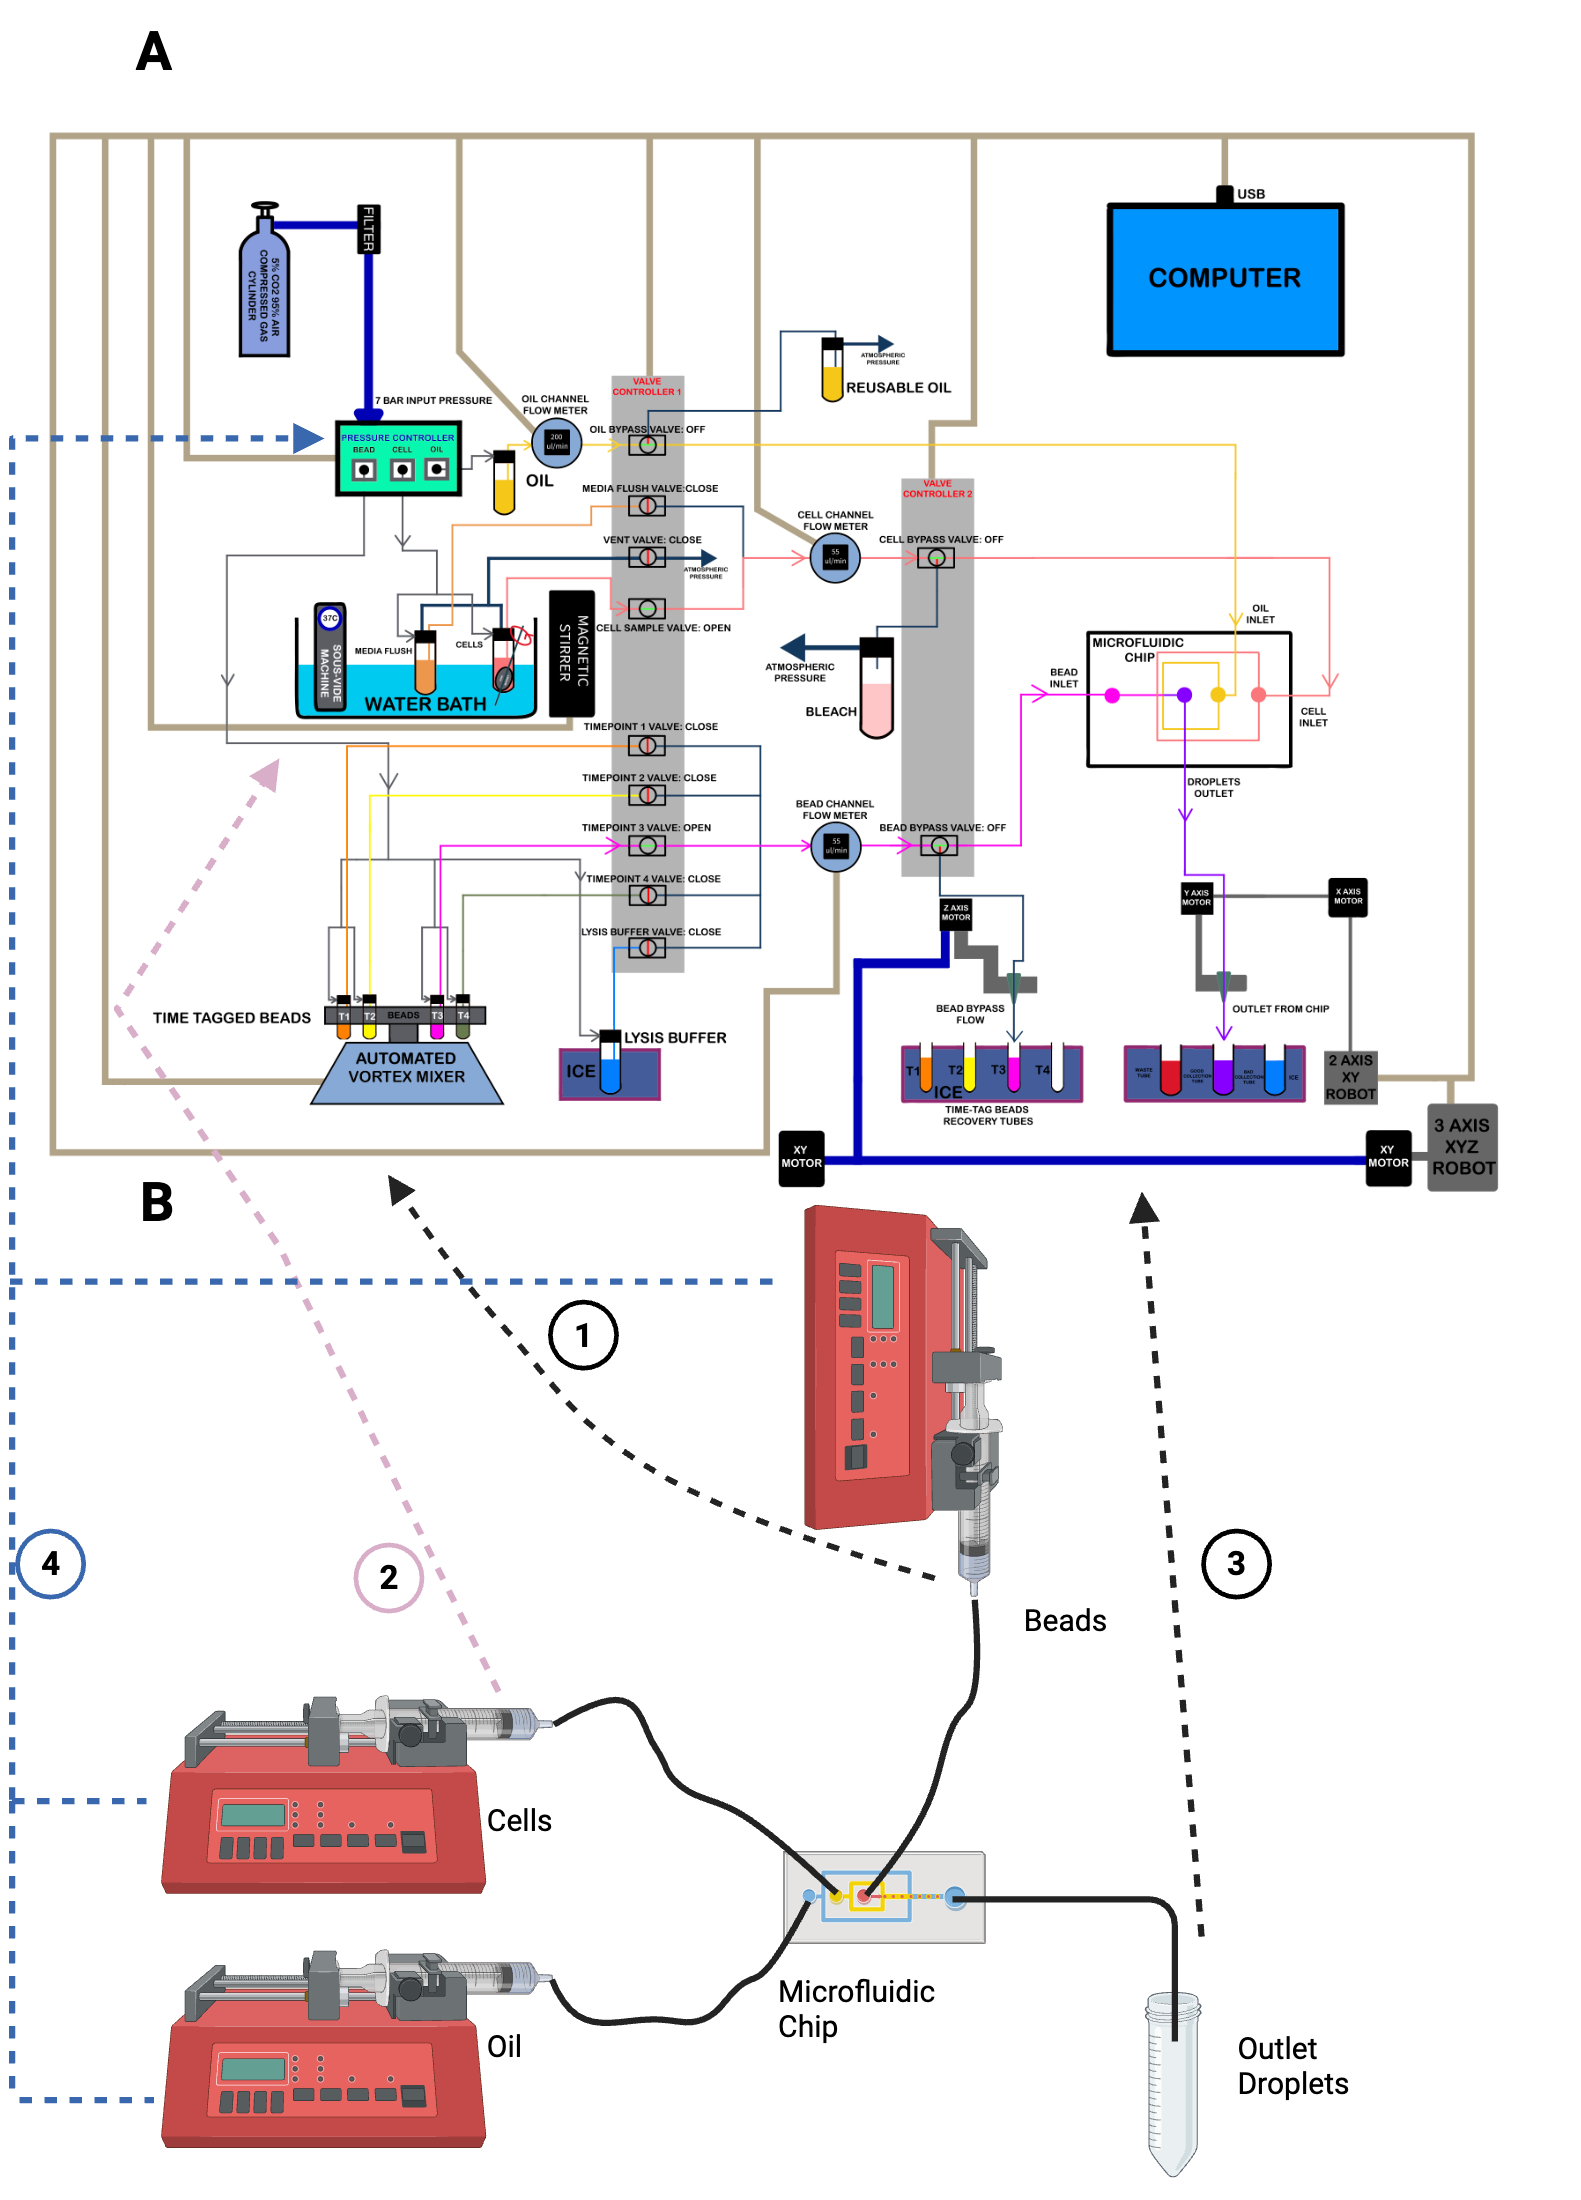 A
USB
COMPUTER
FILTER
5% CO2 95% AIR
COMPRESSED GAS
CYLINDER
7 BAR INPUT PRESSURE
PRESSURE CONTROLLER
BEAD
CELL
OIL
OIL
OIL CHANNEL
FLOW METER
200
ul/min
VALVE
CONTROLLER 1
OIL BYPASS VALVE: OFF
ATMOSPHERIC
PRESSURE
REUSABLE OIL
MEDIA FLUSH VALVE:CLOSE
VENT VALVE: CLOSE
ATMOSPHERIC
PRESSURE
CELL SAMPLE VALVE: OPEN
VALVE
CONTROLLER 2
CELL CHANNEL
FLOW METER
55
ul/min
CELL BYPASS VALVE: OFF
37C
SOUS-VIDE
MACHINE
MEDIA FLUSH
CELLS
WATER BATH
MAGNETIC
STIRRER
ATMOSPHERIC
PRESSURE
BLEACH
OIL
INLET
MICROFLUIDIC
CHIP
BEAD
INLET
CELL
INLET
DROPLETS
OUTLET
TIMEPOINT 1 VALVE: CLOSE
TIMEPOINT 2 VALVE: CLOSE
TIMEPOINT 3 VALVE: OPEN
TIMEPOINT 4 VALVE: CLOSE
LYSIS BUFFER VALVE: CLOSE
BEAD CHANNEL
FLOW METER
55
ul/min
BEAD BYPASS VALVE: OFF
Z AXIS
MOTOR
Y AXIS
MOTOR
X AXIS
MOTOR
TIME TAGGED BEADS
T1
T2
BEADS
T3
T4
AUTOMATED
VORTEX MIXER
LYSIS BUFFER
ICE
BEAD BYPASS
FLOW
OUTLET FROM CHIP
T1
T2
T3
T4
ICE
TIME-TAG BEADS
RECOVERY TUBES
WASTE
TUBE
GOOD
COLLECTION
TUBE
BAD
COLLECTION
TUBE
ICE
2 AXIS
XY
ROBOT
XY
MOTOR
XY
MOTOR
3 AXIS
XYZ
ROBOT
B
1
2
3
4
Beads
Cells
Oil
Microfluidic
Chip
Outlet
Droplets